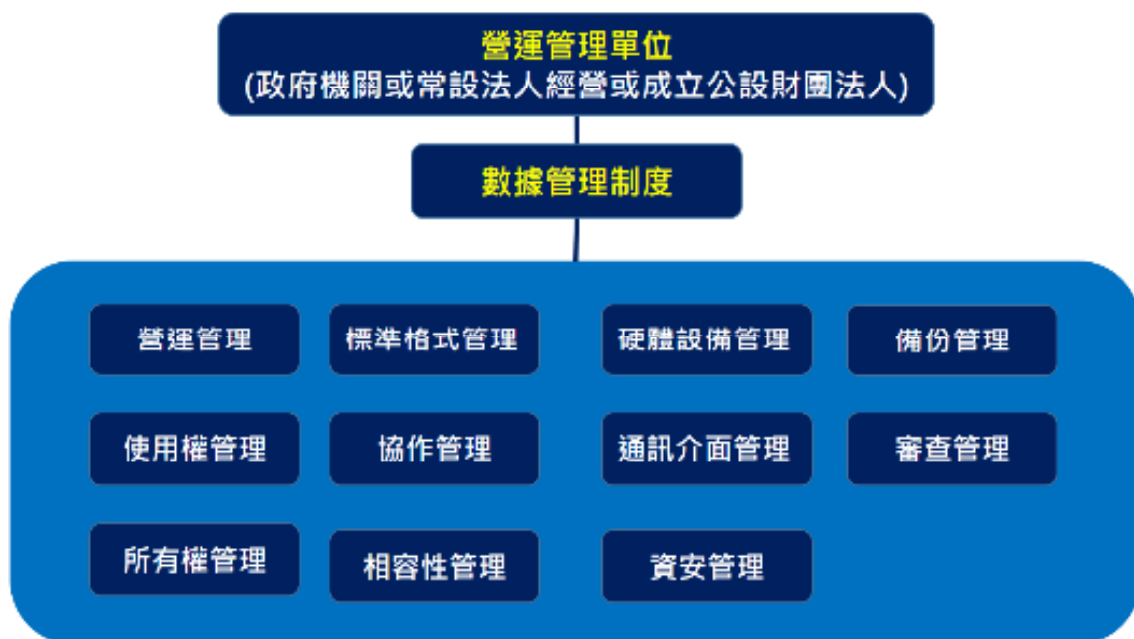 營運管理單位
(政府機關或常設法人經營或成立公設財團法人)
數據管理制度
營運管理
標準格式管理
硬體設備管理
備份管理
使用權管理
協作管理
通訊介面管理
審查管理
所有權管理
相容性管理
資安管理